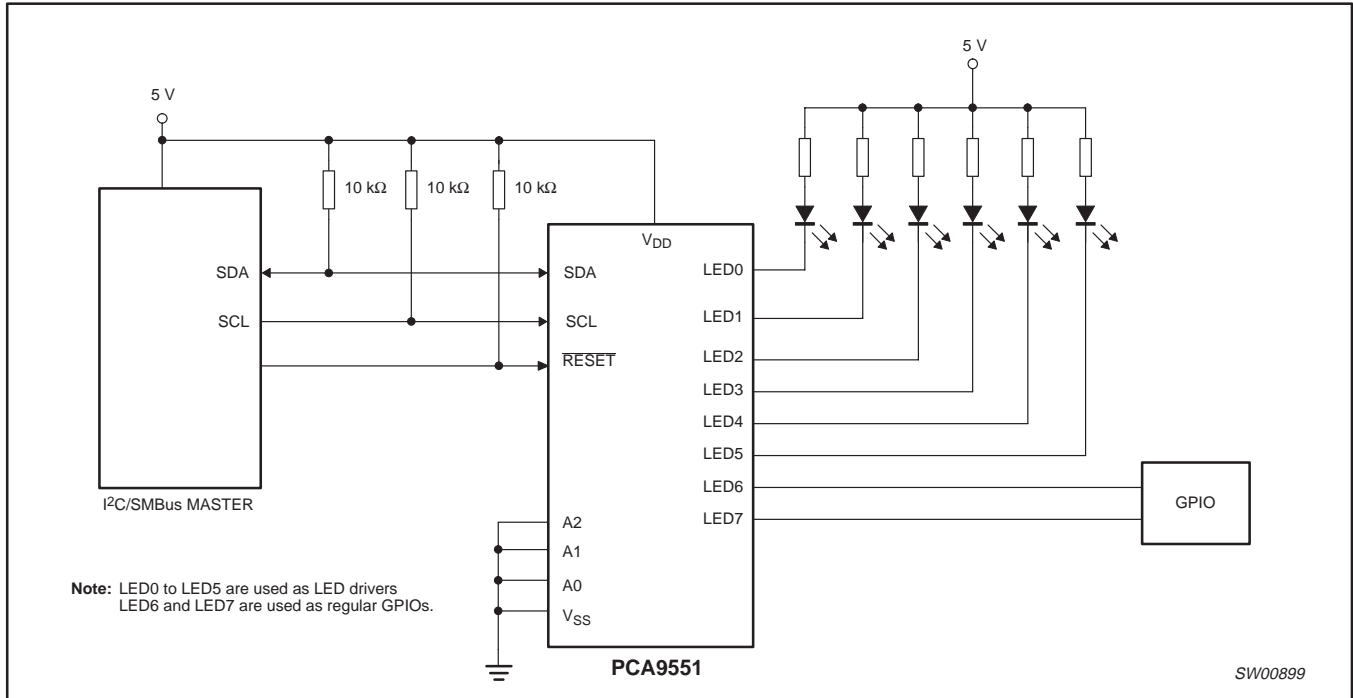 5 V
5 V
10 kΩ
10 kΩ
10 kΩ
VDD
SDA
SCL
SDA
SCL
RESET
LED0
LED1
LED2
LED3
LED4
LED5
LED6
LED7
GPIO
I2C/SMBus MASTER
A2
A1
A0
VSS
Note: LED0 to LED5 are used as LED drivers
LED6 and LED7 are used as regular GPIOs.
PCA9551
SW00899